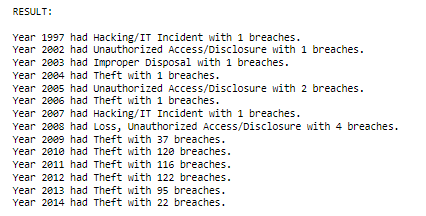 RESULT:
Year 1997 had Hacking/IT Incident with 1 breaches.
Year 2002 had Unauthorized Access/Disclosure with 1 breaches.
Year 2003 had Improper Disposal with 1 breaches.
Year 2004 had Theft with 1 breaches.
Year 2005 had Unauthorized Access/Disclosure with 2 breaches.
Year 2006 had Theft with 1 breaches.
Year 2007 had Hacking/IT Incident with 1 breaches.
Year 2008 had Loss, Unauthorized Access/Disclosure with 4 breaches.
Year 2009 had Theft with 37 breaches.
Year 2010 had Theft with 120 breaches.
Year 2011 had Theft with 116 breaches.
Year 2012 had Theft with 122 breaches.
Year 2013 had Theft with 95 breaches.
Year 2014 had Theft with 22 breaches.